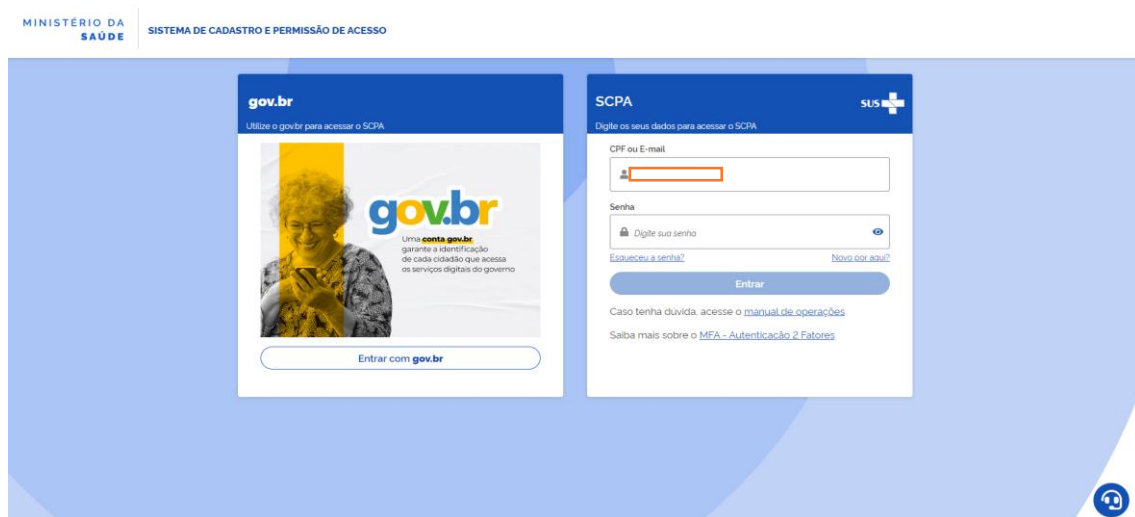 MINISTÉRIO DA
SAÚDE
SISTEMA DE CADASTRO E PERMISSÃO DE ACESSO
gov.br
Utilize o gov.br para acessar o SCPA
gov.br
Uma conta gov.br
garante a identificação
de cada cidadão que acessa
os serviços digitais do governo
Entrar com gov.br
SCPA
SUS
Digite os seus dados para acessar o SCPA
CPF ou E-mail
Senha
Digite sua senha
Esqueceu a senha?
Novo por aqui?
Entrar
Caso tenha dúvida, acesse o manual de operações
Saiba mais sobre o MFA - Autenticacão 2 Fatores